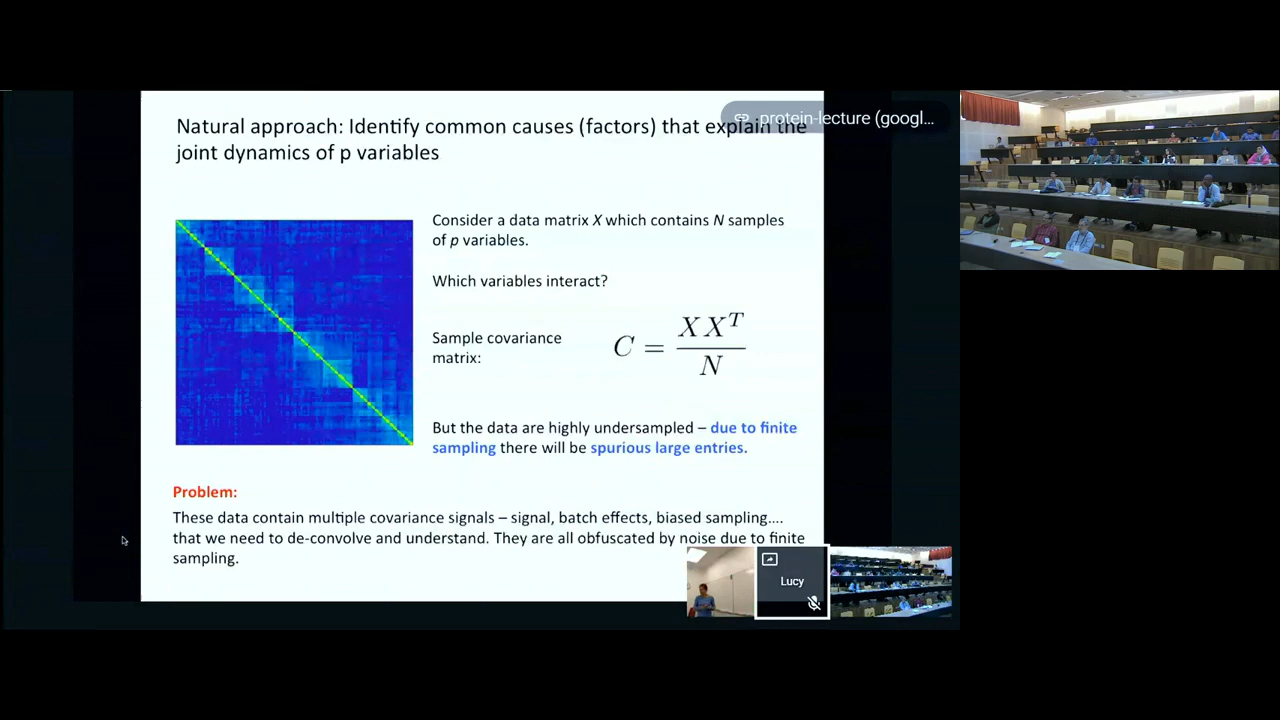 Natural approach: Identify common causes (factors) that explain the
joint dynamics of p variables
protein-lecture (googl...
Consider a data matrix X which contains N samples
of p variables.
Which variables interact?
Sample covariance
matrix:
C = XX^T / N
But the data are highly undersampled – due to finite
sampling there will be spurious large entries.
Problem:
These data contain multiple covariance signals – signal, batch effects, biased sampling....
that we need to de-convolve and understand. They are all obfuscated by noise due to finite
sampling.
Lucy